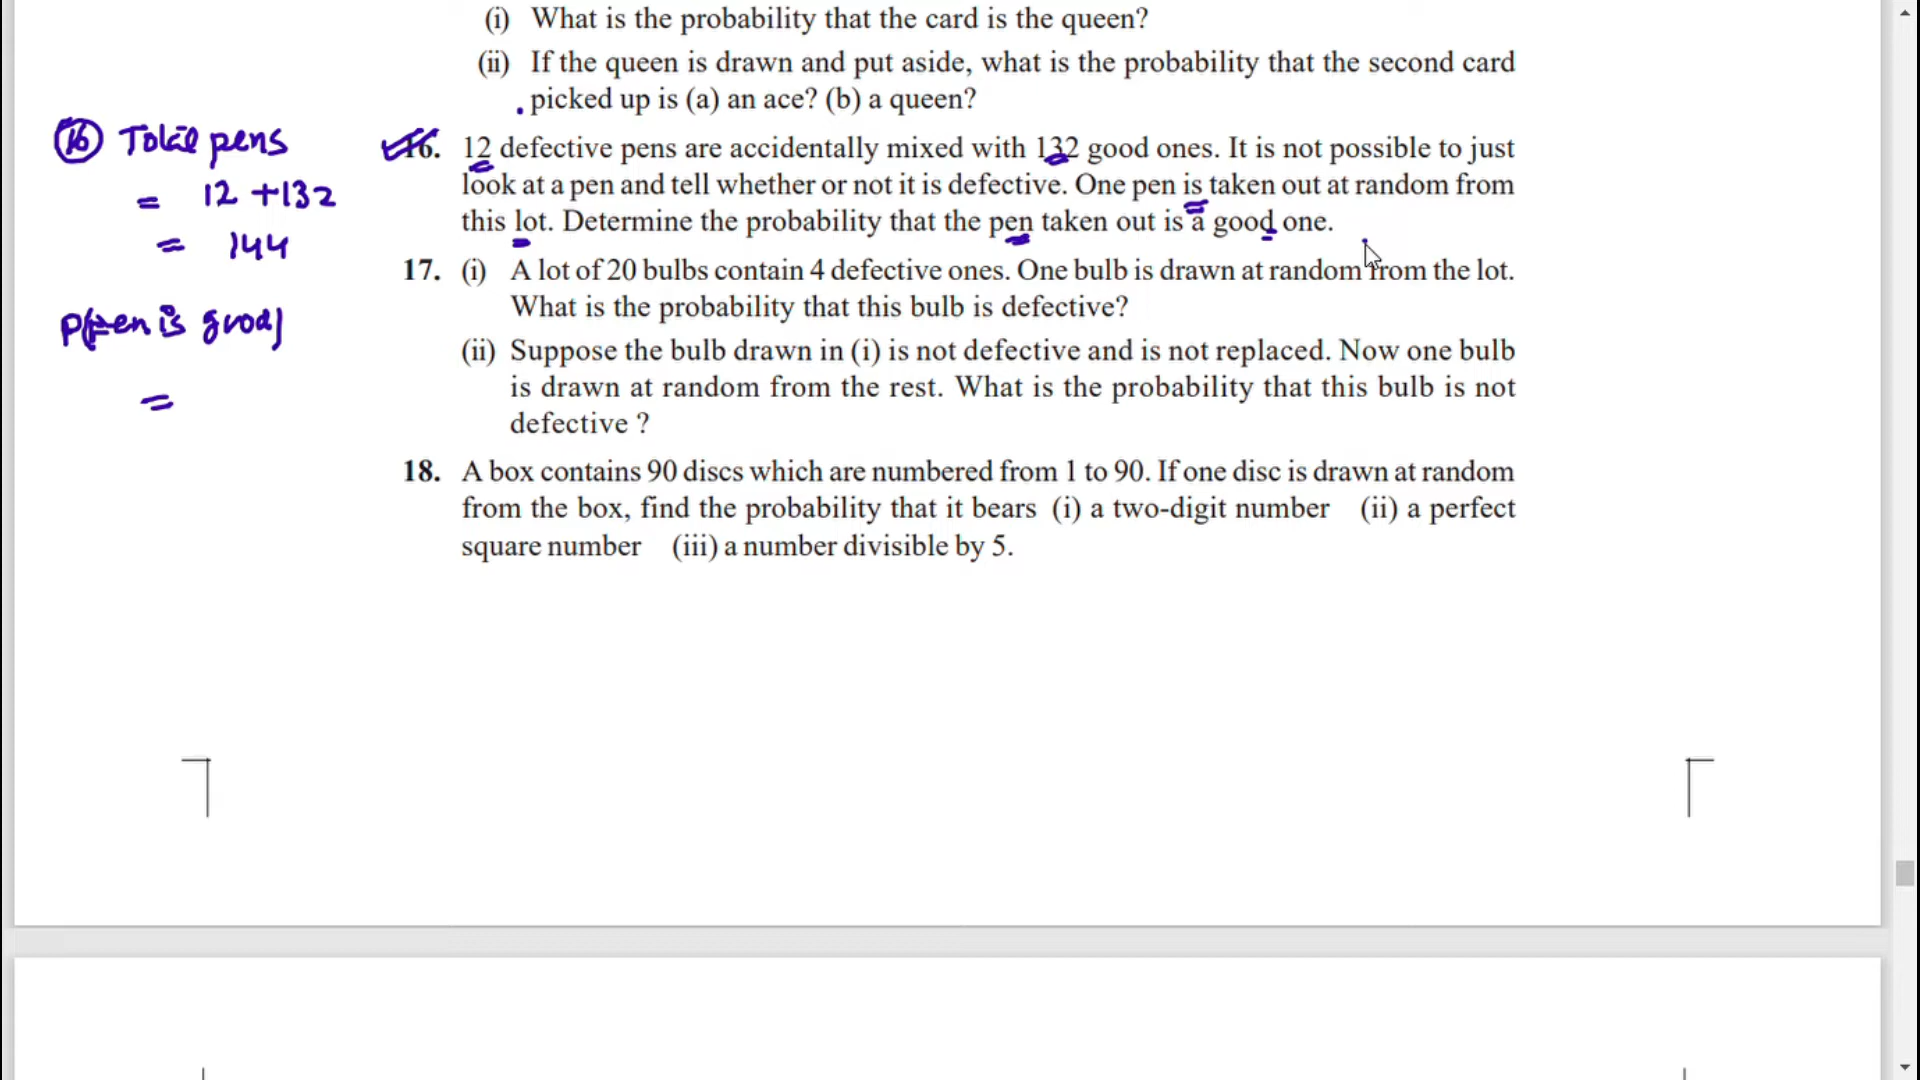 (i) What is the probability that the card is the queen?
(ii) If the queen is drawn and put aside, what is the probability that the second card
picked up is (a) an ace? (b) a queen?
16. 12 defective pens are accidentally mixed with 132 good ones. It is not possible to just
look at a pen and tell whether or not it is defective. One pen is taken out at random from
this lot. Determine the probability that the pen taken out is a good one.
17. (i) A lot of 20 bulbs contain 4 defective ones. One bulb is drawn at random from the lot.
What is the probability that this bulb is defective?
(ii) Suppose the bulb drawn in (i) is not defective and is not replaced. Now one bulb
is drawn at random from the rest. What is the probability that this bulb is not
defective ?
18. A box contains 90 discs which are numbered from 1 to 90. If one disc is drawn at random
from the box, find the probability that it bears (i) a two-digit number (ii) a perfect
square number (iii) a number divisible by 5.
16 Total pens
= 12 + 132
= 144
P(pen is good)
=